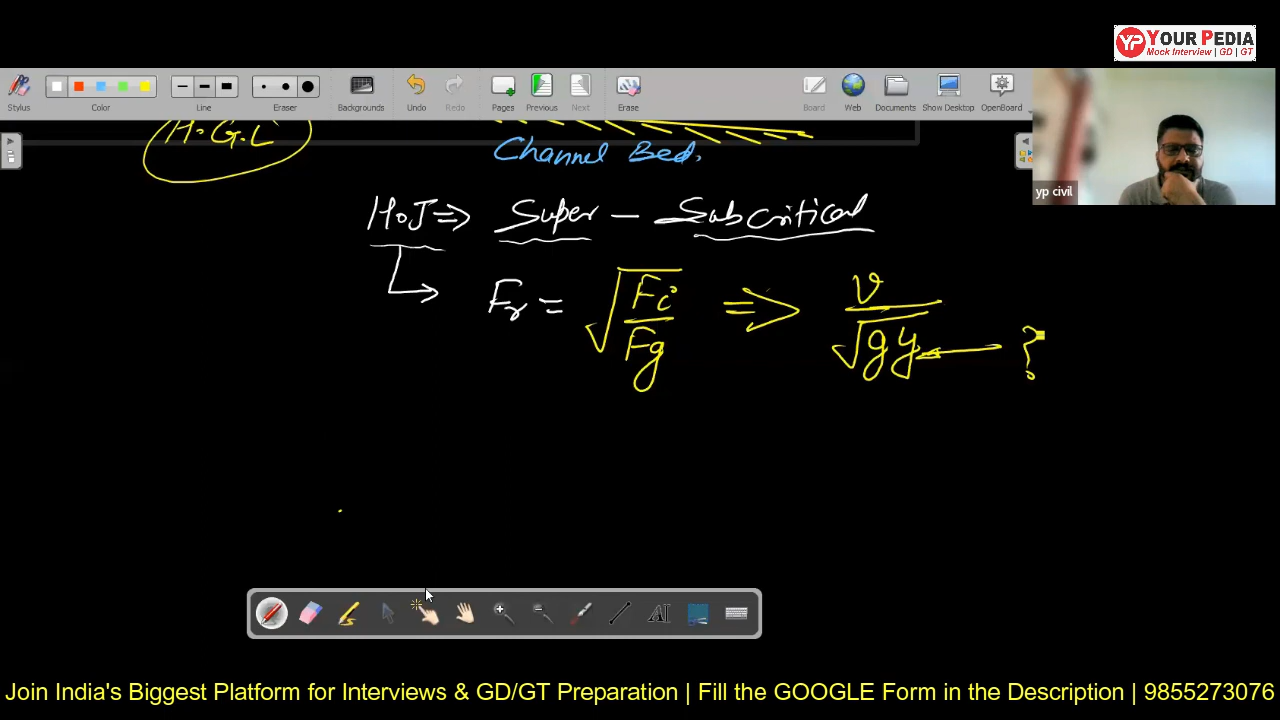 YP YOUR PEDIA
Mock Interview | GD | GT
Stylus Color Line Eraser Backgrounds Undo Redo Pages Previous Next Erase Board Web Documents Show Desktop OpenBoard
H.G.L
Channel Bed.
yp civil
HoJ => Super - Subcritical
Fr = √Fi/Fg => v/√gy ?
Join India's Biggest Platform for Interviews & GD/GT Preparation | Fill the GOOGLE Form in the Description | 9855273076